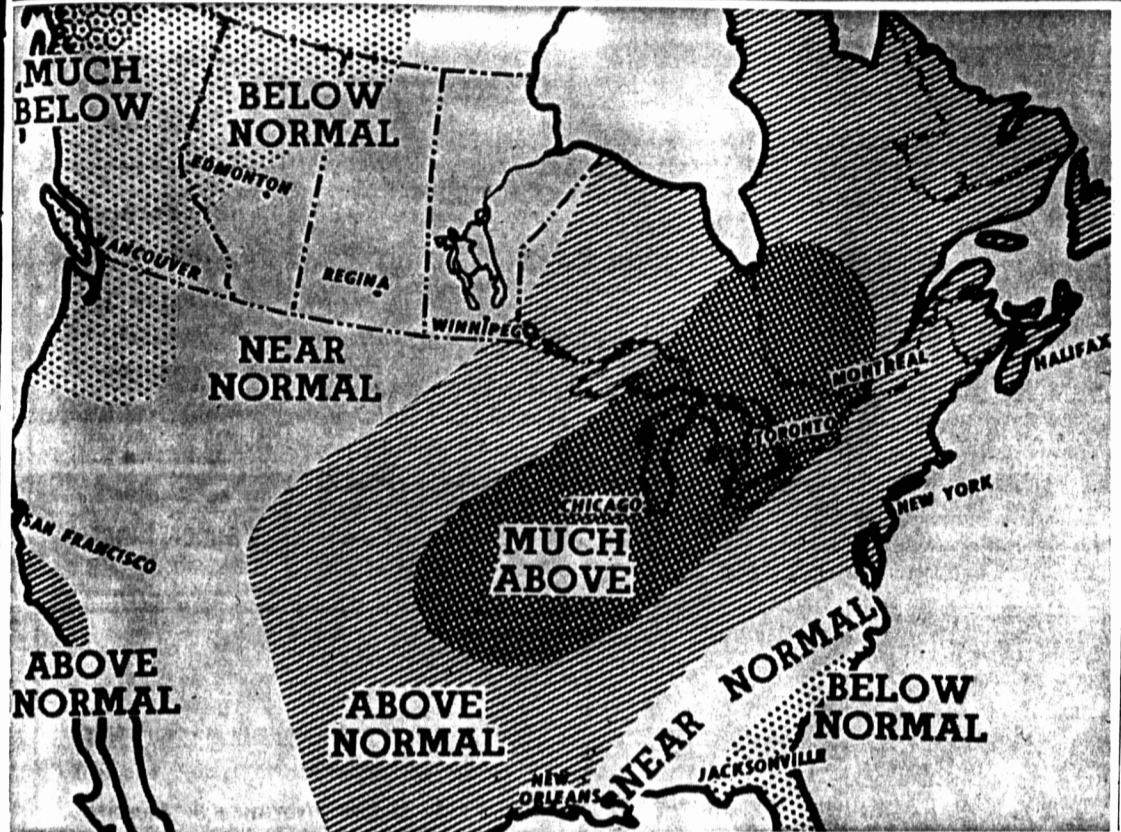 MUCH
BELOW
BELOW
NORMAL
EDMONTON
VANCOUVER
REGINA
WINNIPEG
NEAR
NORMAL
MONTREAL
HALIFAX
TORONTO
CHICAGO
NEW YORK
SAN FRANCISCO
MUCH
ABOVE
ABOVE
NORMAL
ABOVE
NORMAL
NEAR NORMAL
BELOW
NORMAL
JACKSONVILLE
NEW
ORLEANS